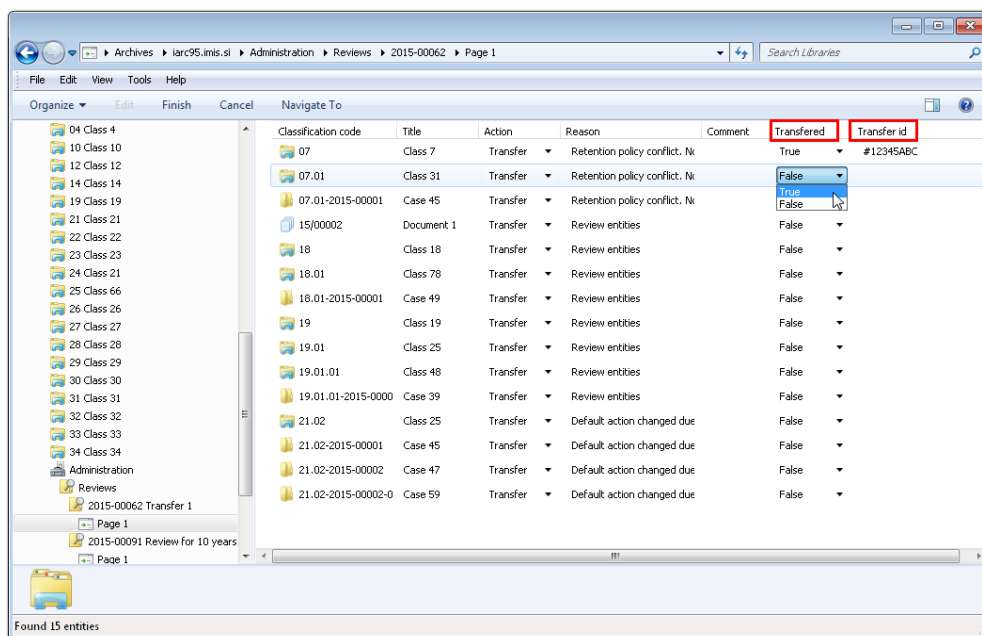 Archives iarc95.imis.si Administration Reviews 2015-00062 Page 1 Search Libraries
File Edit View Tools Help
Organize Edit Finish Cancel Navigate To
04 Class 4
10 Class 10
12 Class 12
14 Class 14
19 Class 19
21 Class 21
22 Class 22
23 Class 23
24 Class 21
25 Class 66
26 Class 26
27 Class 27
28 Class 28
29 Class 29
30 Class 30
31 Class 31
32 Class 32
33 Class 33
34 Class 34
Administration
Reviews
2015-00062 Transfer 1
Page 1
2015-00091 Review for 10 years
Page 1
Classification code Title Action Reason Comment Transfered Transfer id
07 Class 7 Transfer Retention policy conflict. No True #12345ABC
07.01 Class 31 Transfer Retention policy conflict. No False
True
False
07.01-2015-00001 Case 45 Transfer Retention policy conflict. No
15/00002 Document 1 Transfer Review entities False
18 Class 18 Transfer Review entities False
18.01 Class 78 Transfer Review entities False
18.01-2015-00001 Case 49 Transfer Review entities False
19 Class 19 Transfer Review entities False
19.01 Class 25 Transfer Review entities False
19.01.01 Class 48 Transfer Review entities False
19.01.01-2015-0000 Case 39 Transfer Review entities False
21.02 Class 25 Transfer Default action changed due False
21.02-2015-00001 Case 45 Transfer Default action changed due False
21.02-2015-00002 Case 47 Transfer Default action changed due False
21.02-2015-00002-0 Case 59 Transfer Default action changed due False
Found 15 entities